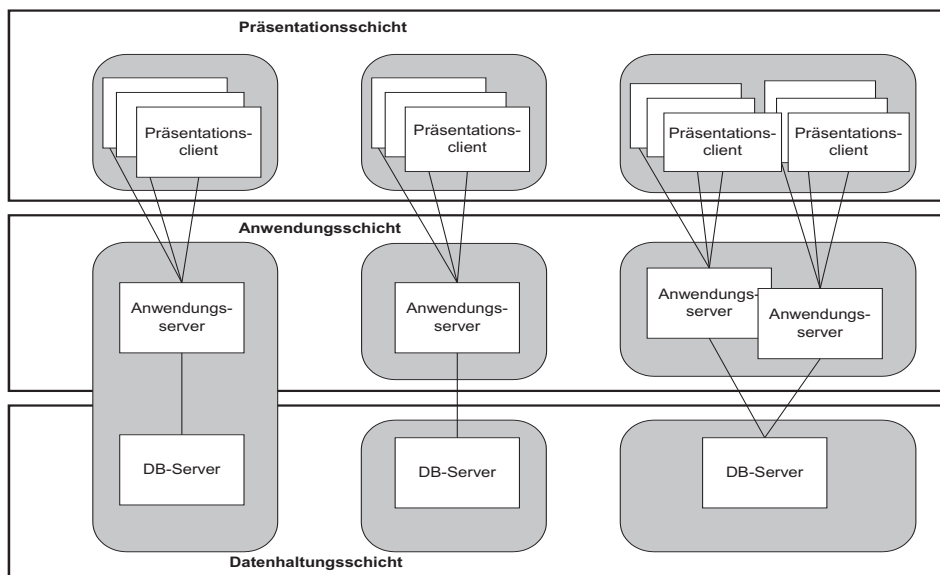 Präsentationsschicht
Präsentations-
client
Präsentations-
client
Präsentations-
client
Präsentations-
client
Anwendungsschicht
Anwendungs-
server
Anwendungs-
server
Anwendungs-
server
Anwendungs-
server
DB-Server
DB-Server
DB-Server
Datenhaltungsschicht